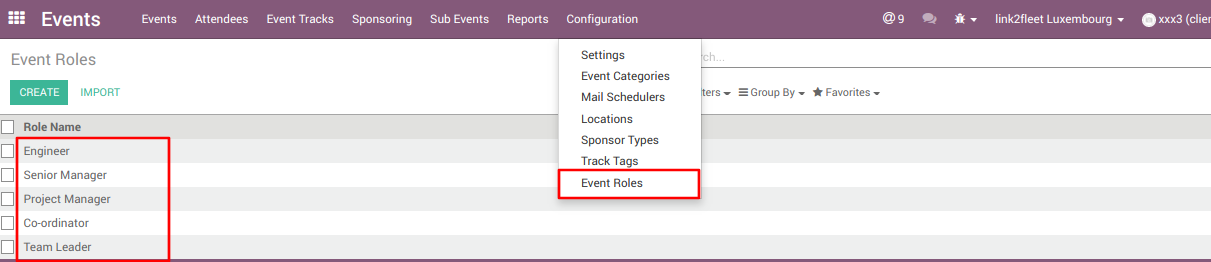 Events Events Attendees Event Tracks Sponsoring Sub Events Reports Configuration @ 9 link2fleet Luxembourg xxx3 (clien
Event Roles
Settings
rch...
Event Categories
CREATE IMPORT
Mail Schedulers
ters Group By Favorites
Locations
Role Name
Sponsor Types
Engineer
Track Tags
Senior Manager
Event Roles
Project Manager
Co-ordinator
Team Leader